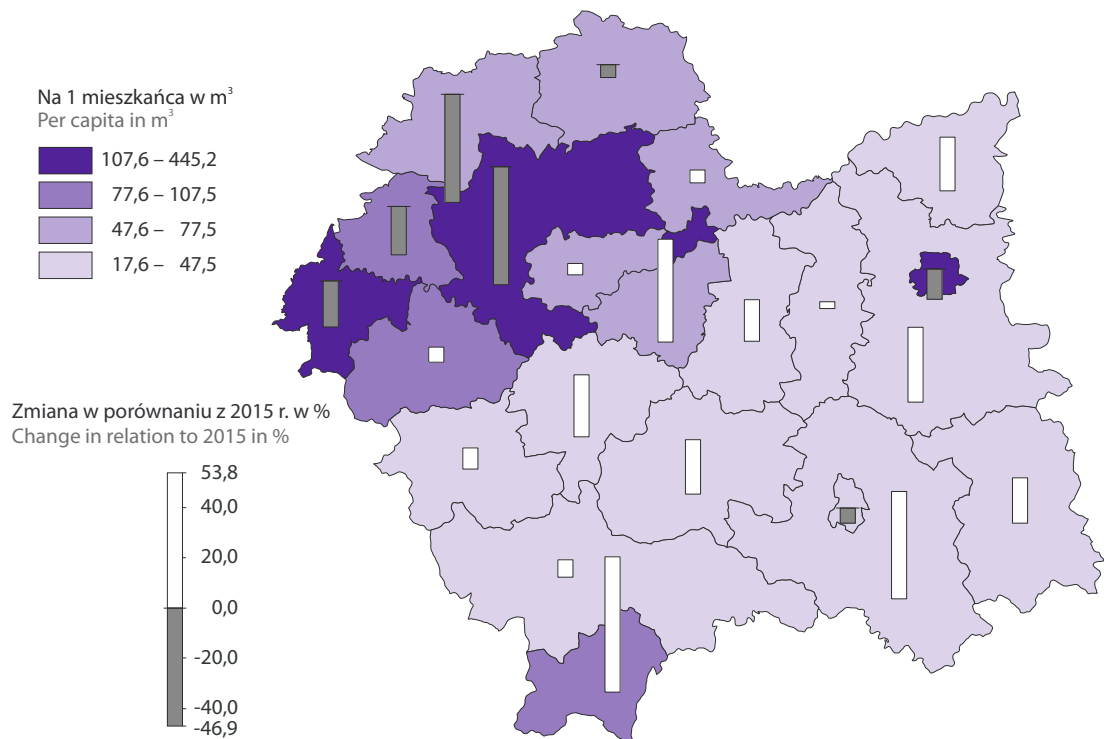 Na 1 mieszkańca w m³
Per capita in m³
107,6 – 445,2
77,6 – 107,5
47,6 – 77,5
17,6 – 47,5
Zmiana w porównaniu z 2015 r. w %
Change in relation to 2015 in %
53,8
40,0
20,0
0,0
-20,0
-40,0
-46,9